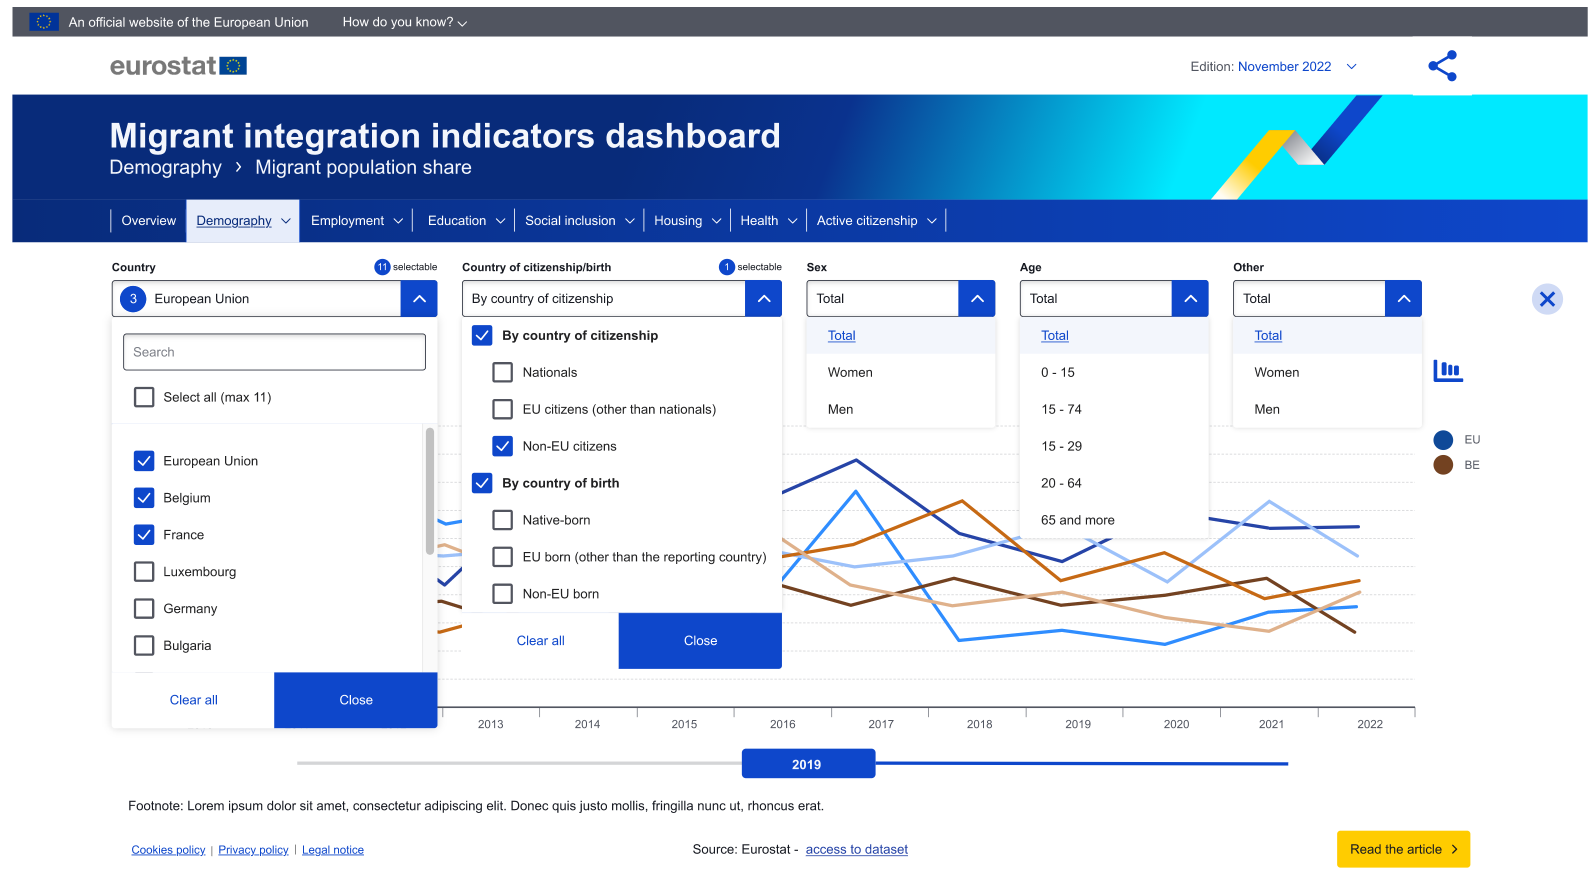 An official website of the European Union How do you know?
eurostat
Edition: November 2022
Migrant integration indicators dashboard
Demography > Migrant population share
Overview Demography Employment Education Social inclusion Housing Health Active citizenship
Country 11 selectable
3 European Union
Search
Select all (max 11)
European Union
Belgium
France
Luxembourg
Germany
Bulgaria
Clear all Close
Country of citizenship/birth 1 selectable
By country of citizenship
By country of citizenship
Nationals
EU citizens (other than nationals)
Non-EU citizens
By country of birth
Native-born
EU born (other than the reporting country)
Non-EU born
Clear all Close
Sex
Total
Total
Women
Men
Age
Total
Total
0 - 15
15 - 74
15 - 29
20 - 64
65 and more
Other
Total
Total
Women
Men
EU
BE
2013 2014 2015 2016 2017 2018 2019 2020 2021 2022
2019
Footnote: Lorem ipsum dolor sit amet, consectetur adipiscing elit. Donec quis justo mollis, fringilla nunc ut, rhoncus erat.
Cookies policy | Privacy policy | Legal notice
Source: Eurostat - access to dataset
Read the article >